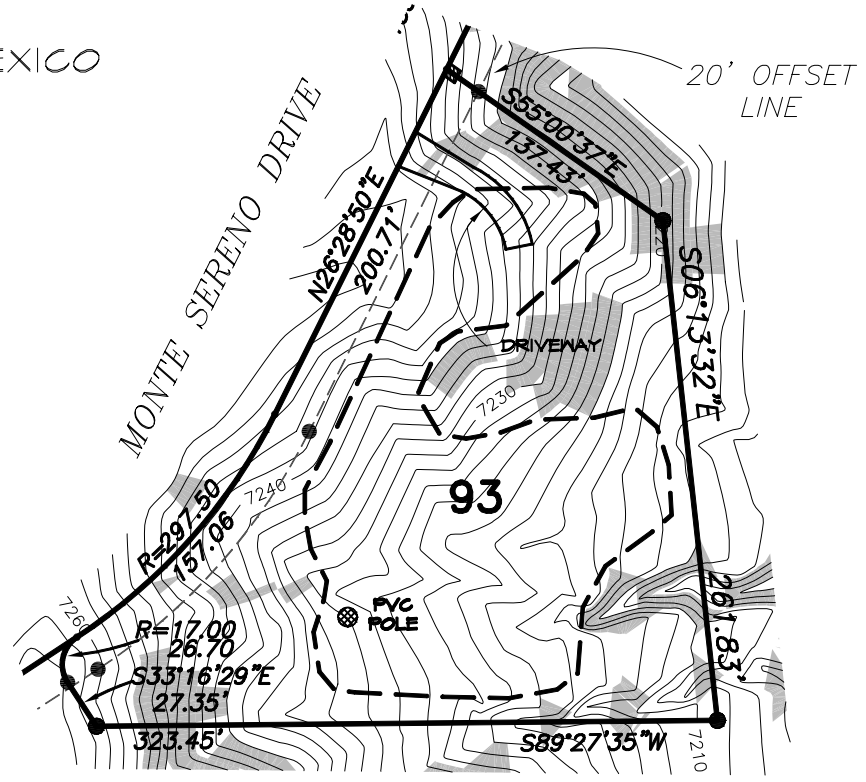 EXICO
20' OFFSET
LINE
MONTE SERENO DRIVE
S55°00'37"E
137.43'
N26°28'50"E
200.71'
S06°13'32"E
261.83'
DRIVEWAY
7230
93
7240
R=297.50
157.06
PVC
POLE
7260
R=17.00
26.70
S33°16'29"E
27.35'
323.45'
S89°27'35"W
7210